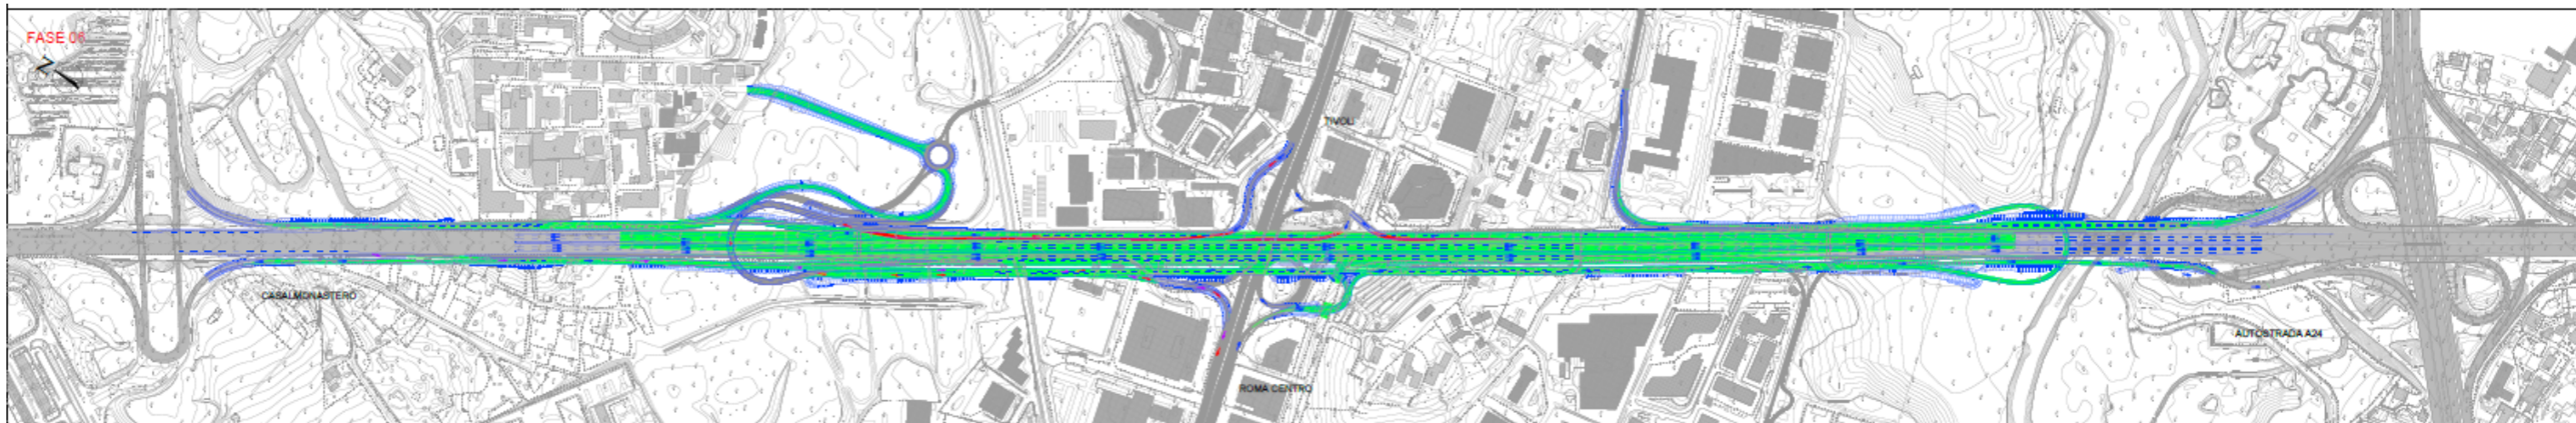 FASE 06
TIVOLI
CASALMONASTERO
AUTOSTRADA A24
ROMA CENTRO